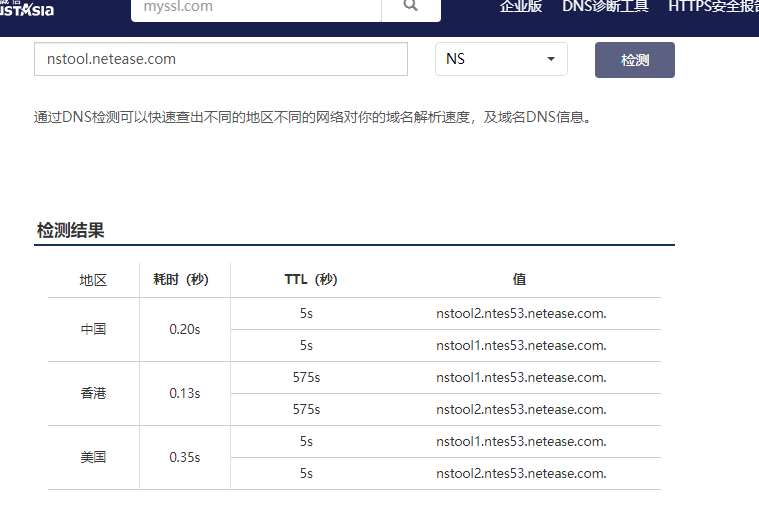 诚信
USTASIA
myssl.com
企业版 DNS诊断工具 HTTPS安全报告
nstool.netease.com NS 检测
通过DNS检测可以快速查出不同的地区不同的网络对你的域名解析速度，及域名DNS信息。
检测结果
地区 耗时（秒） TTL（秒） 值
中国 0.20s 5s nstool2.ntes53.netease.com.
5s nstool1.ntes53.netease.com.
香港 0.13s 575s nstool1.ntes53.netease.com.
575s nstool2.ntes53.netease.com.
美国 0.35s 5s nstool1.ntes53.netease.com.
5s nstool2.ntes53.netease.com.